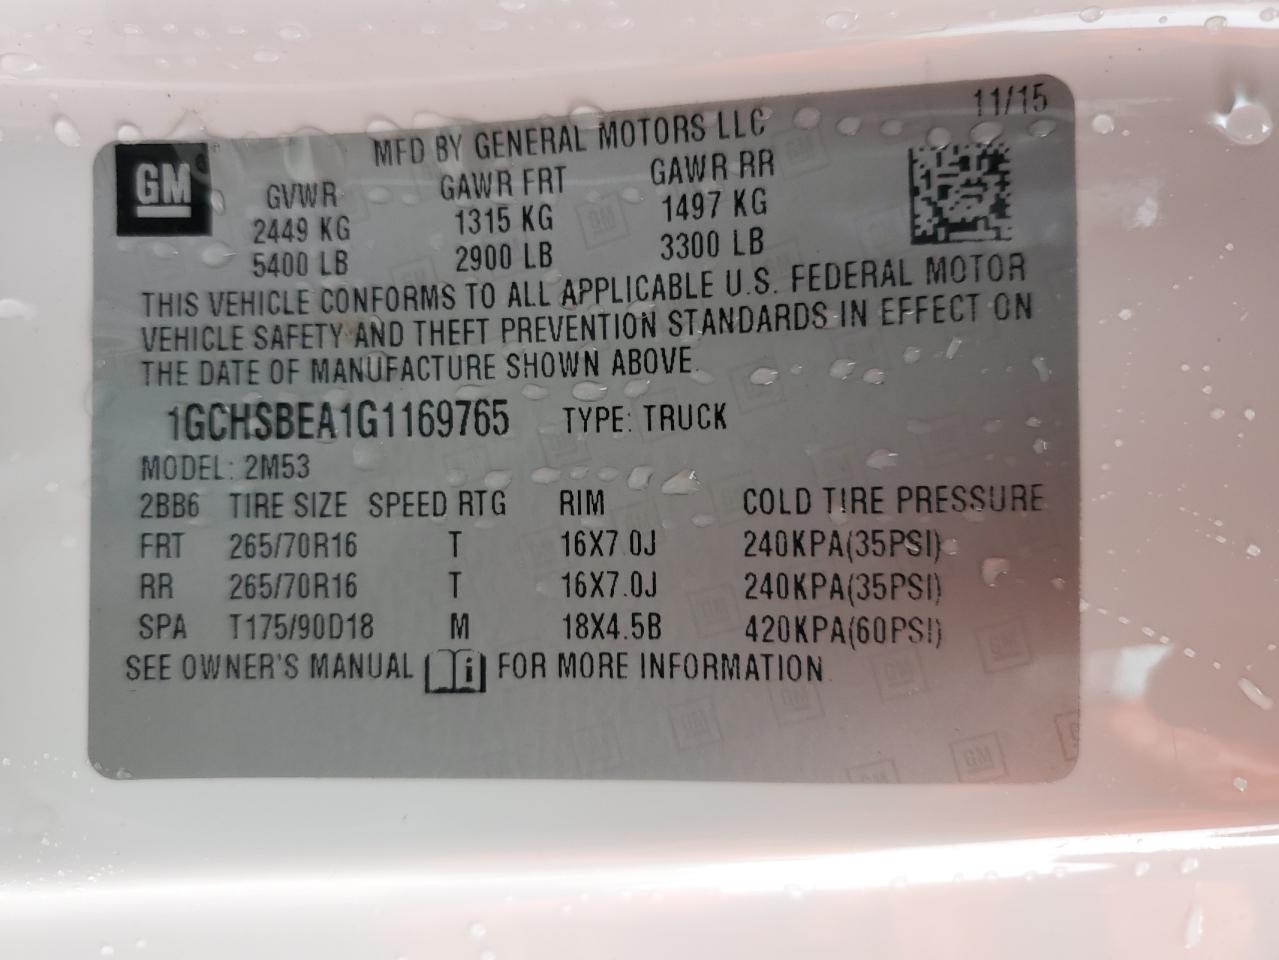 11/15
MFD BY GENERAL MOTORS LLC
GM
GVWR GAWR FRT GAWR RR
2449 KG 1315 KG 1497 KG
5400 LB 2900 LB 3300 LB
THIS VEHICLE CONFORMS TO ALL APPLICABLE U.S. FEDERAL MOTOR
VEHICLE SAFETY AND THEFT PREVENTION STANDARDS IN EFFECT ON
THE DATE OF MANUFACTURE SHOWN ABOVE.
1GCHSBEA1G1169765 TYPE: TRUCK
MODEL: 2M53
2BB6 TIRE SIZE SPEED RTG RIM COLD TIRE PRESSURE
FRT 265/70R16 T 16X7.0J 240KPA(35PSI)
RR 265/70R16 T 16X7.0J 240KPA(35PSI)
SPA T175/90D18 M 18X4.5B 420KPA(60PSI)
SEE OWNER'S MANUAL i FOR MORE INFORMATION